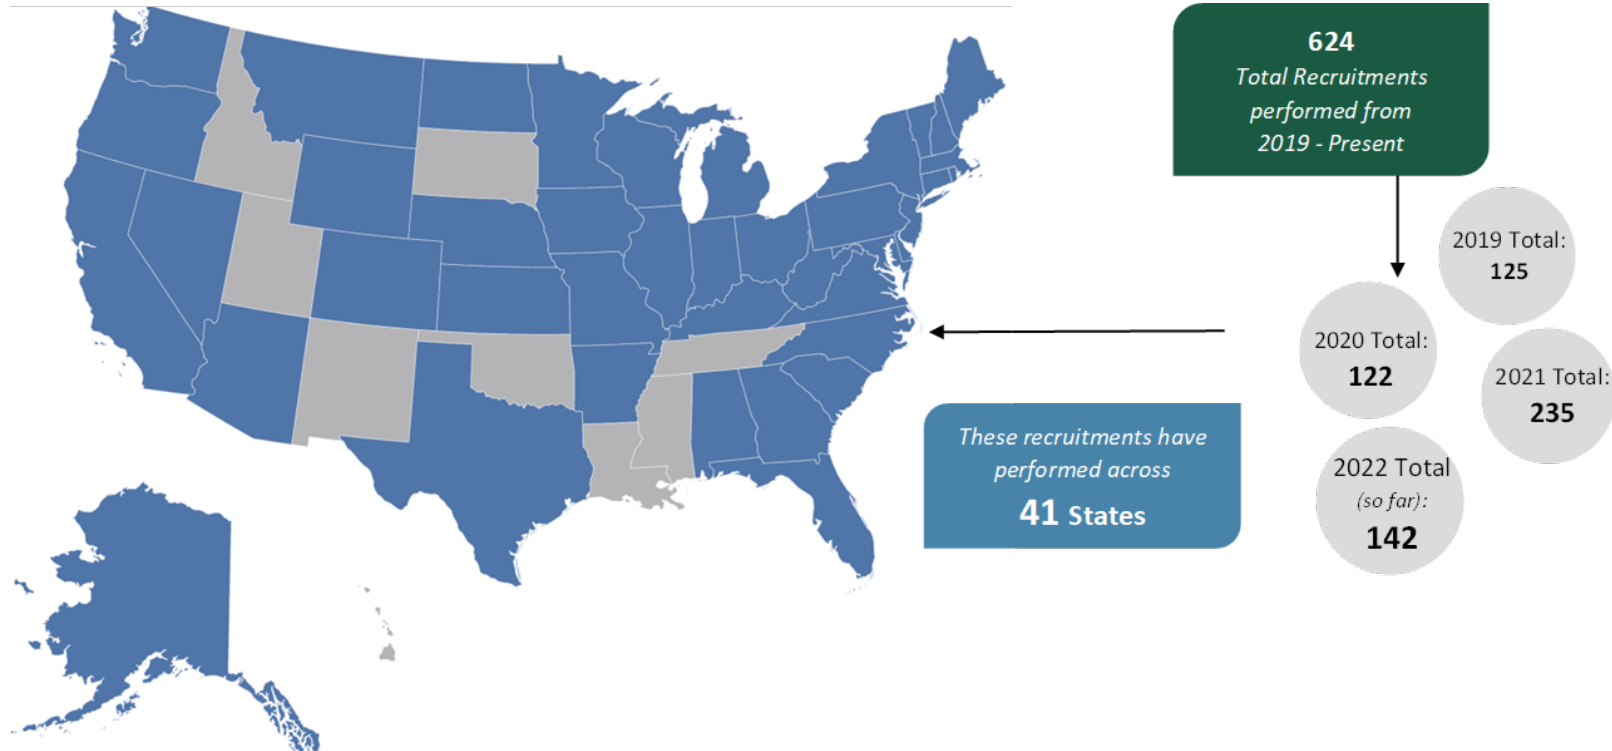 624
Total Recruitments
performed from
2019 - Present
2019 Total:
125
2020 Total:
122
2021 Total:
235
These recruitments have
performed across
41 States
2022 Total
(so far):
142